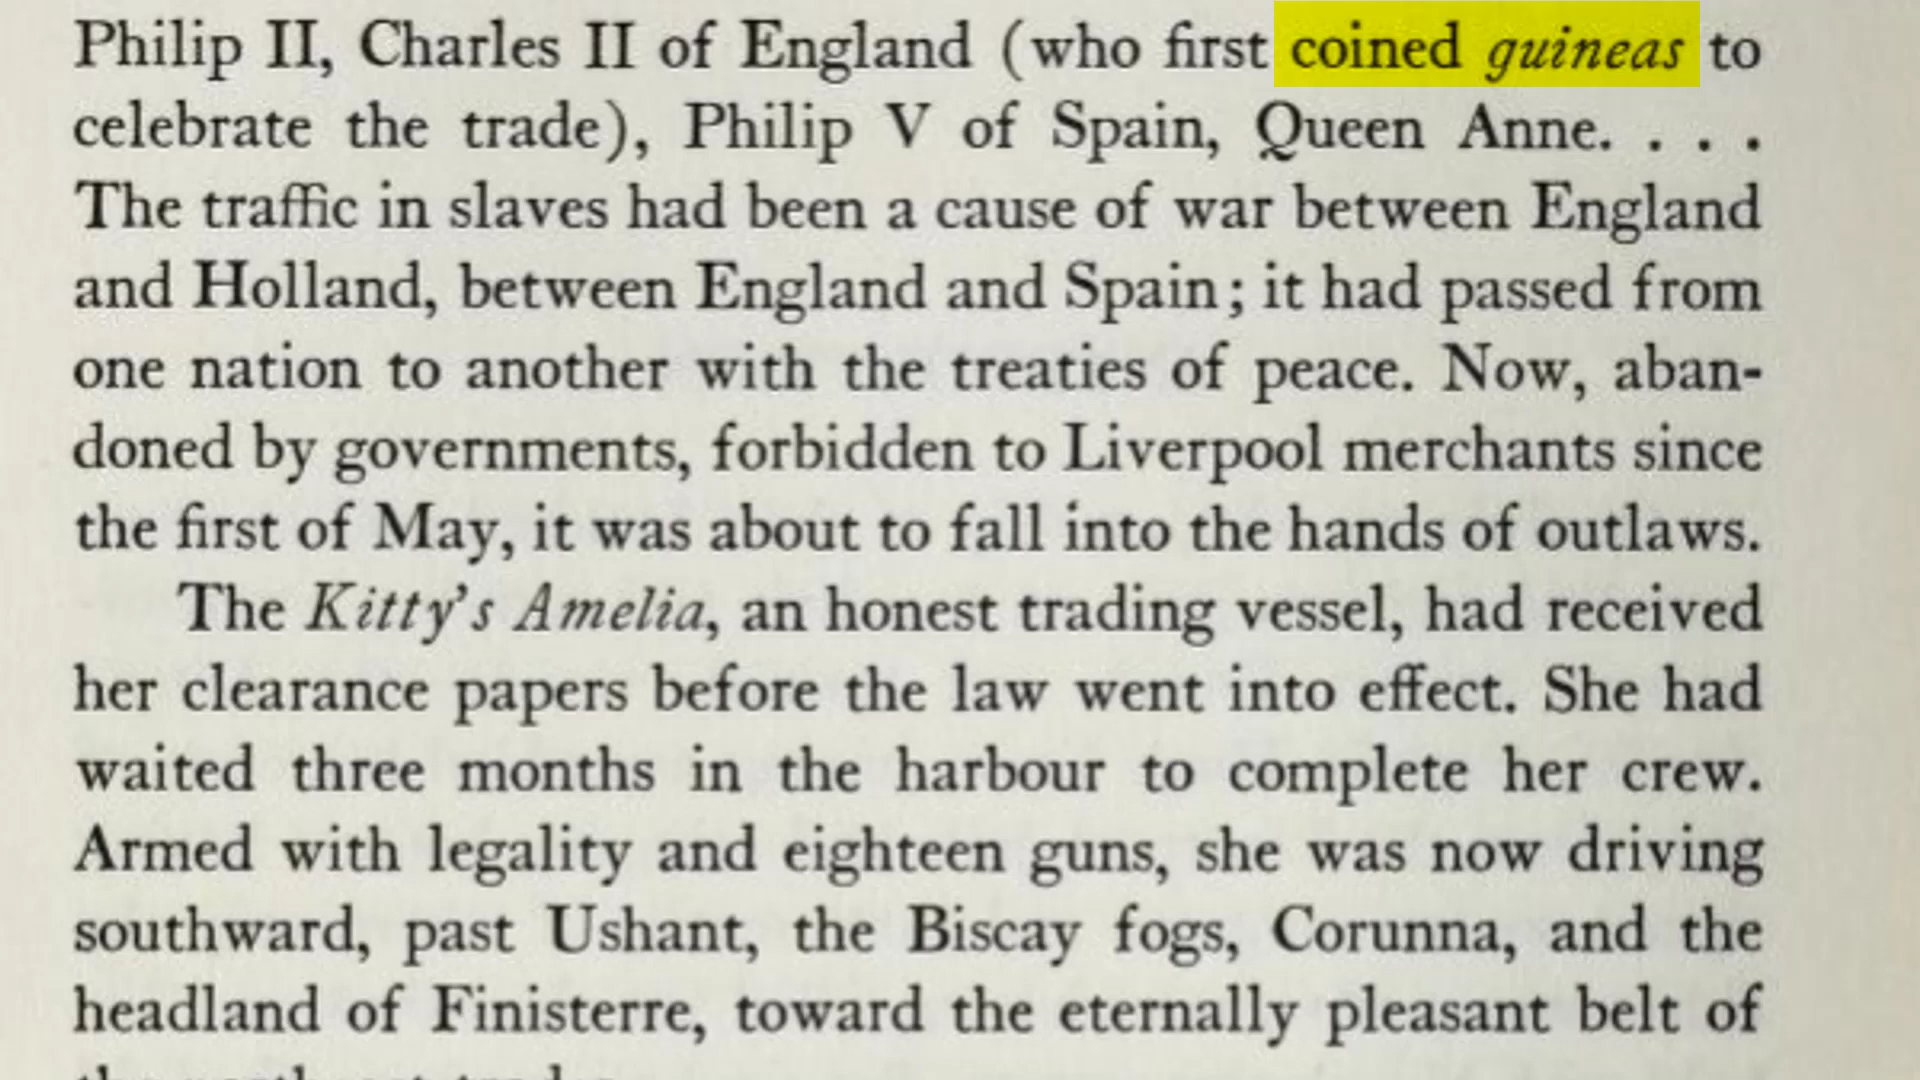 Philip II, Charles II of England (who first coined guineas to
celebrate the trade), Philip V of Spain, Queen Anne. . . .
The traffic in slaves had been a cause of war between England
and Holland, between England and Spain; it had passed from
one nation to another with the treaties of peace. Now, aban-
doned by governments, forbidden to Liverpool merchants since
the first of May, it was about to fall into the hands of outlaws.
The Kitty's Amelia, an honest trading vessel, had received
her clearance papers before the law went into effect. She had
waited three months in the harbour to complete her crew.
Armed with legality and eighteen guns, she was now driving
southward, past Ushant, the Biscay fogs, Corunna, and the
headland of Finisterre, toward the eternally pleasant belt of